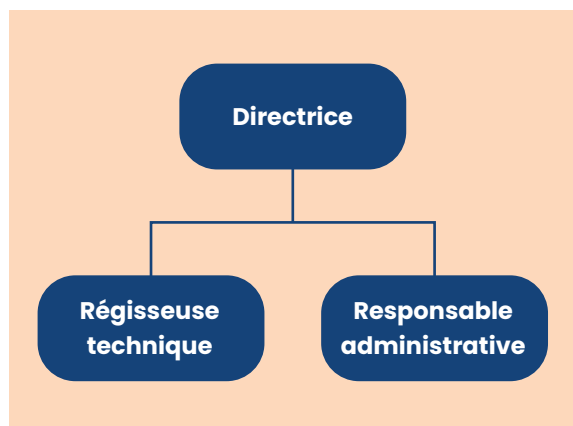 Directrice
Régisseuse
technique
Responsable
administrative